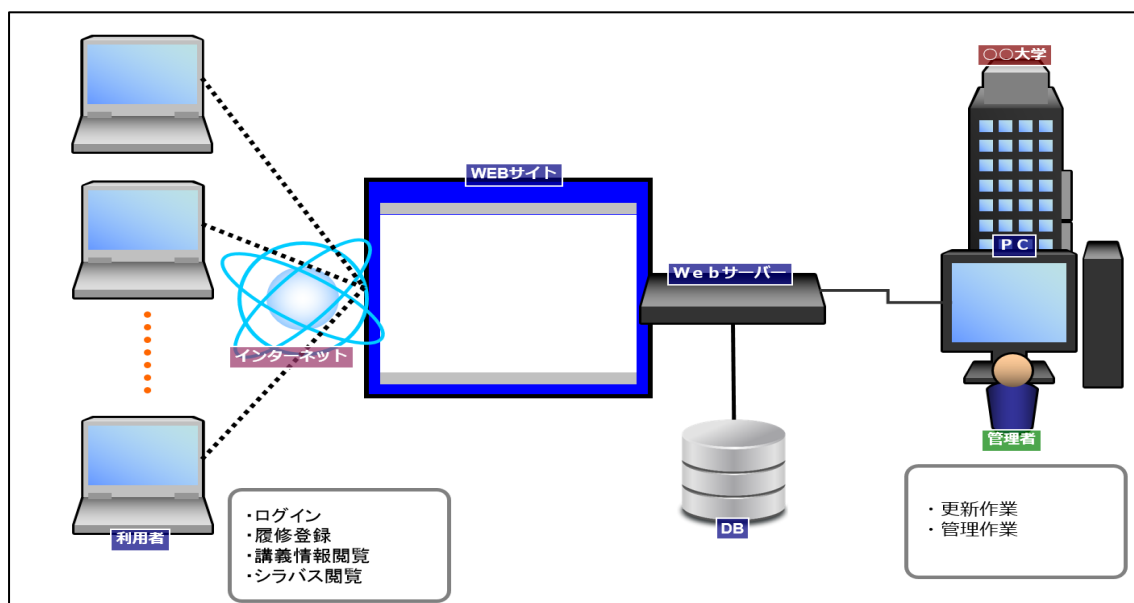 ○○大学
WEBサイト
PC
Webサーバー
インターネット
管理者
DB
利用者
・ログイン
・履修登録
・講義情報閲覧
・シラバス閲覧
・更新作業
・管理作業